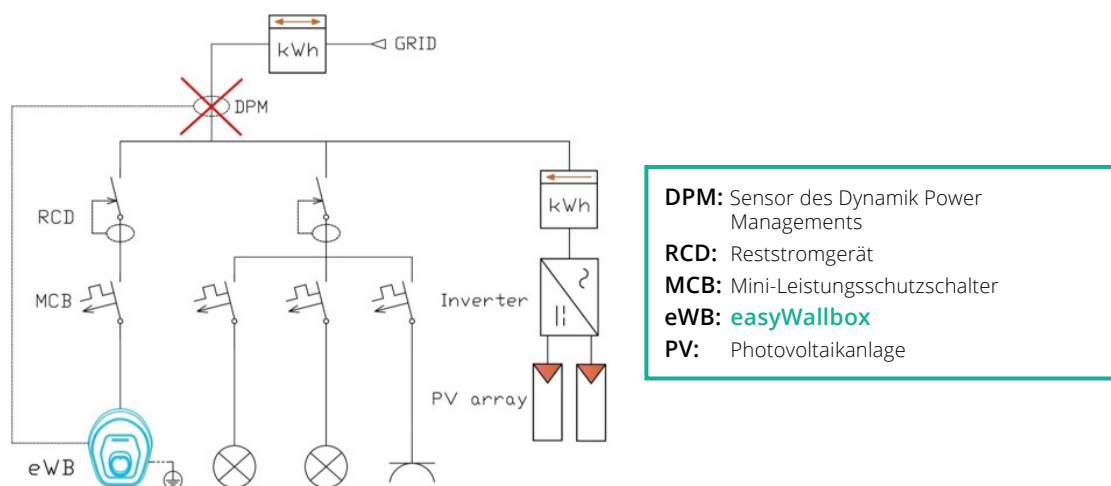 kWh
GRID
DPM
RCD
kWh
MCB
Inverter
PV array
eWB
DPM: Sensor des Dynamik Power
Managements
RCD: Reststromgerät
MCB: Mini-Leistungsschutzschalter
eWB: easyWallbox
PV: Photovoltaikanlage